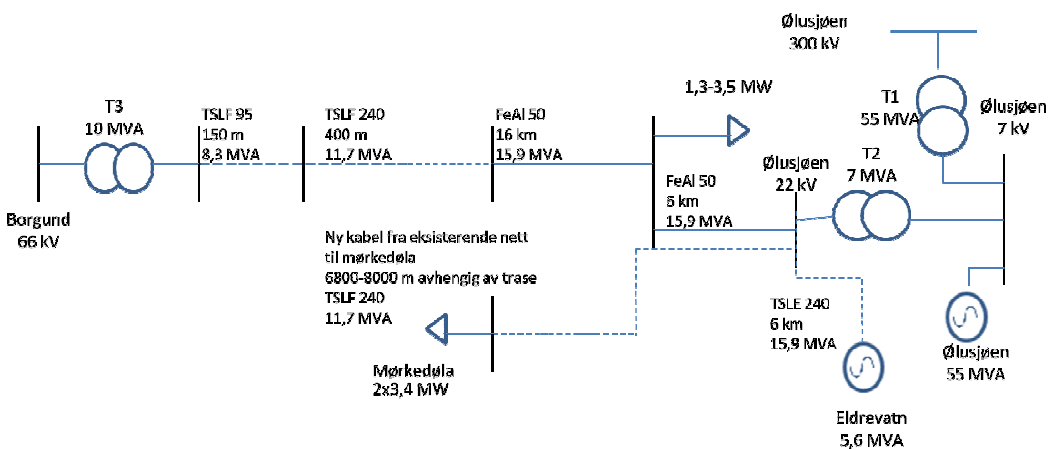 Ølusjøen
300 kV
T1
55 MVA
Ølusjøen
7 kV
1,3-3,5 MW
T3
10 MVA
TSLF 95
150 m
8,3 MVA
TSLF 240
400 m
11,7 MVA
FeAl 50
16 km
15,9 MVA
Ølusjøen
22 kV
T2
7 MVA
FeAl 50
6 km
15,9 MVA
Borgund
66 kV
Ny kabel fra eksisterende nett
til mørkedøla
6800-8000 m avhengig av trase
TSLF 240
11,7 MVA
Mørkedøla
2x3,4 MW
TSLE 240
6 km
15,9 MVA
Ølusjøen
55 MVA
Eldrevatn
5,6 MVA